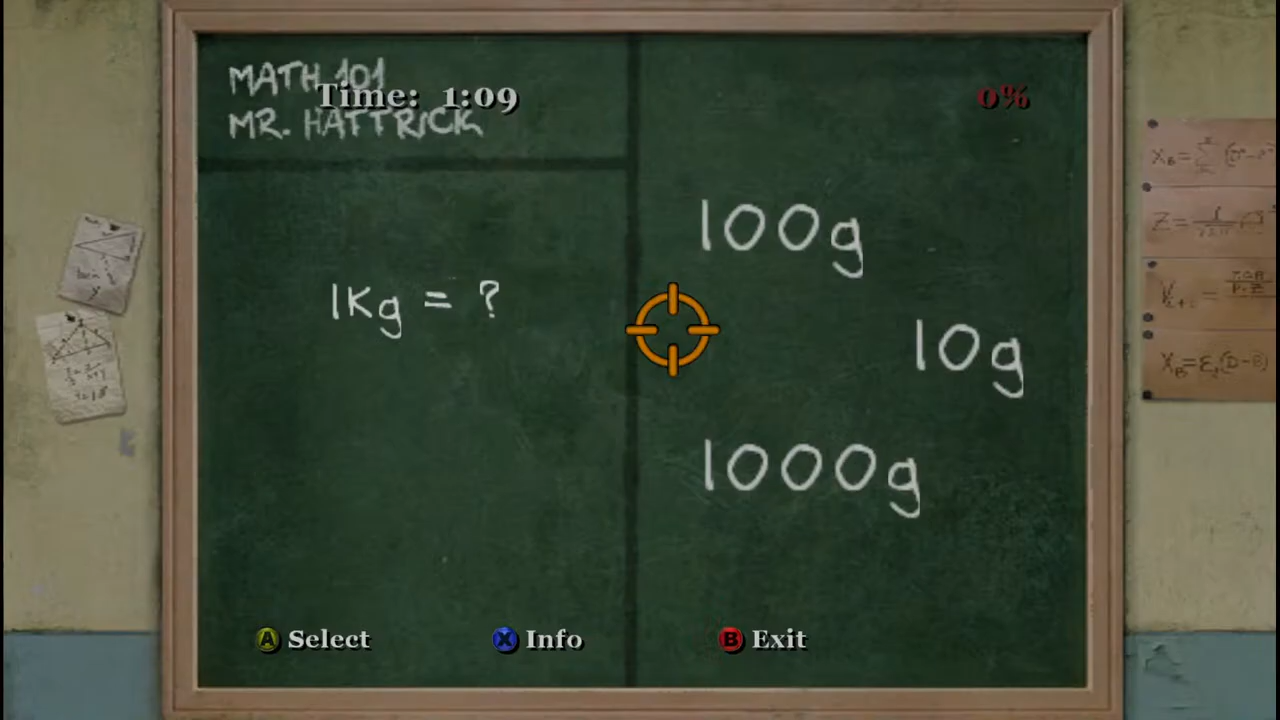 MATH 101
Time: 1:09
0%
MR. HATTRICK
100g
1Kg = ?
10g
1000g
A Select
X Info
B Exit